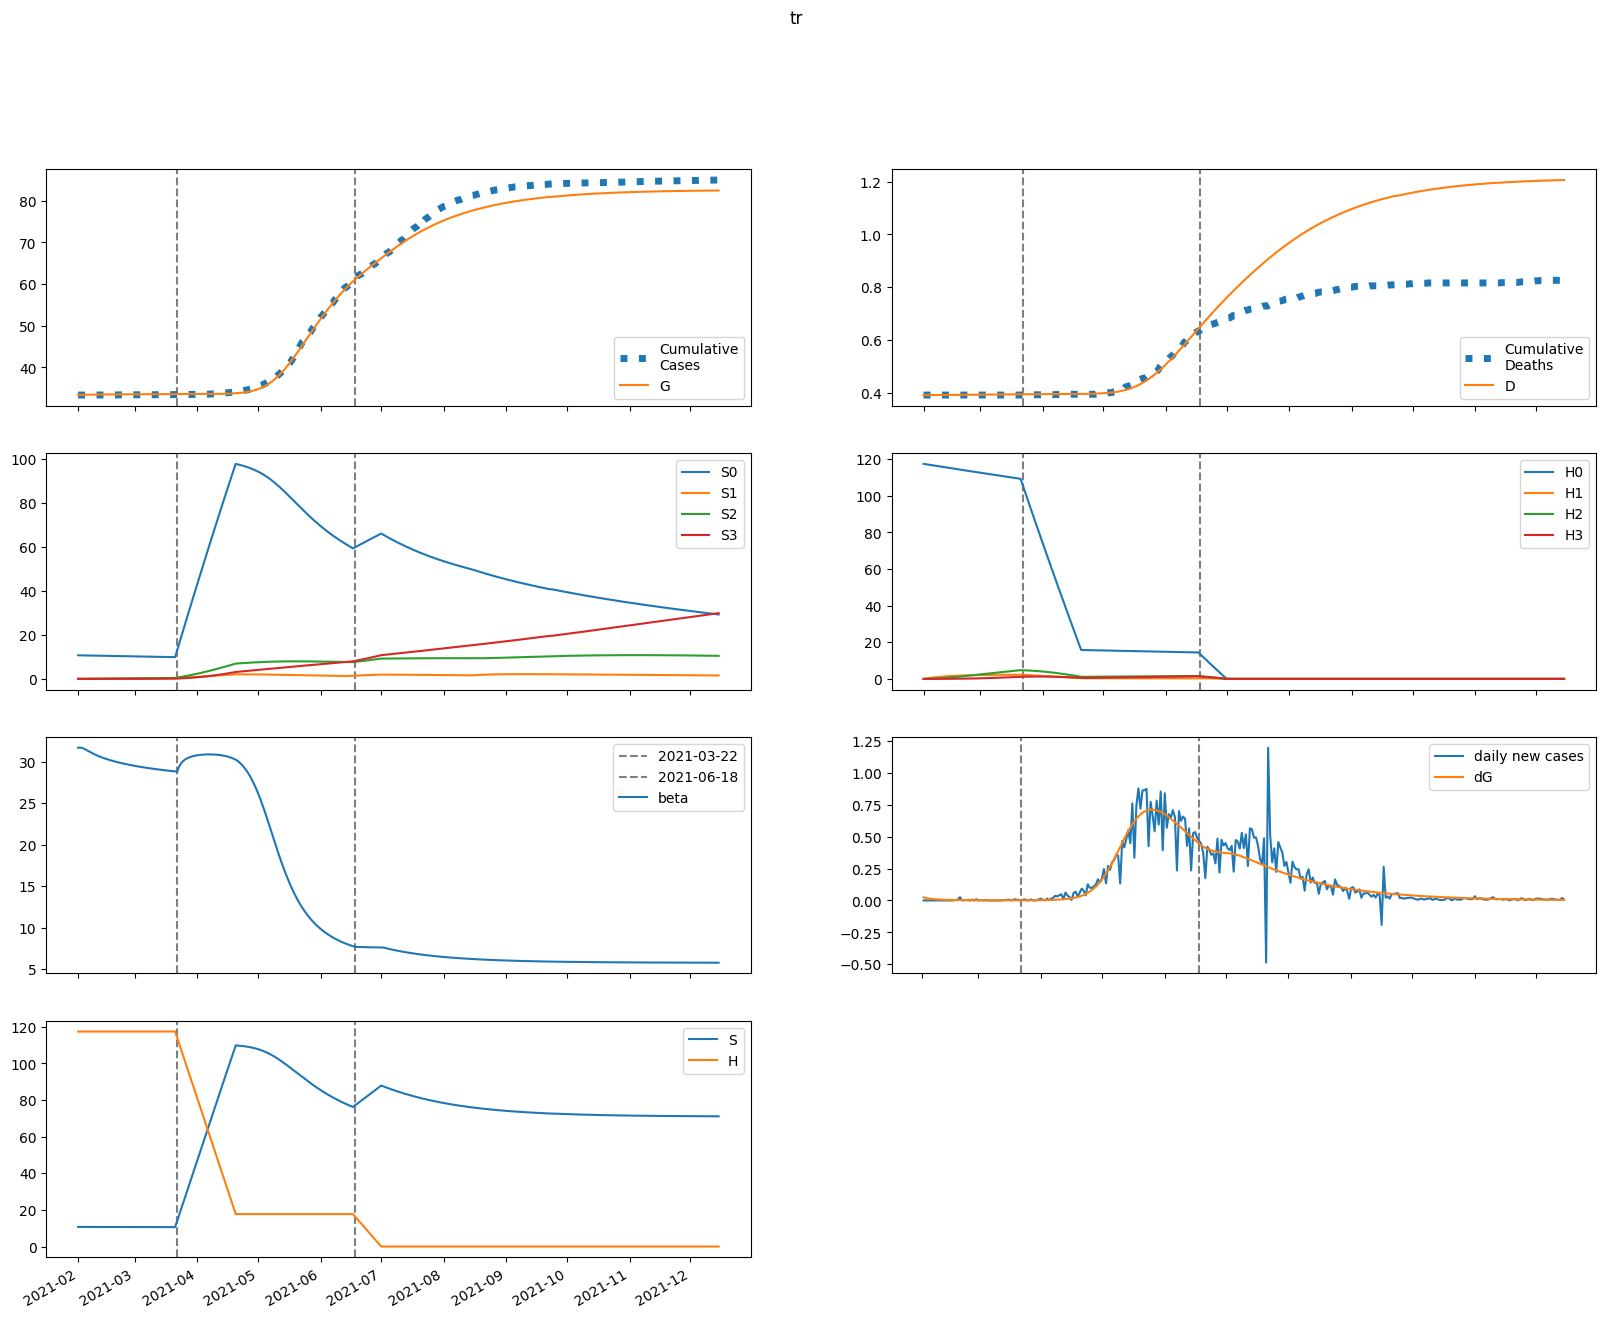 tr
80
70
60
50
40
Cumulative
Cases
G
1.2
1.0
0.8
0.6
0.4
Cumulative
Deaths
D
100
80
60
40
20
0
S0
S1
S2
S3
120
100
80
60
40
20
0
H0
H1
H2
H3
30
25
20
15
10
5
2021-03-22
2021-06-18
beta
1.25
1.00
0.75
0.50
0.25
0.00
−0.25
−0.50
daily new cases
dG
120
100
80
60
40
20
0
S
H
2021-02
2021-03
2021-04
2021-05
2021-06
2021-07
2021-08
2021-09
2021-10
2021-11
2021-12